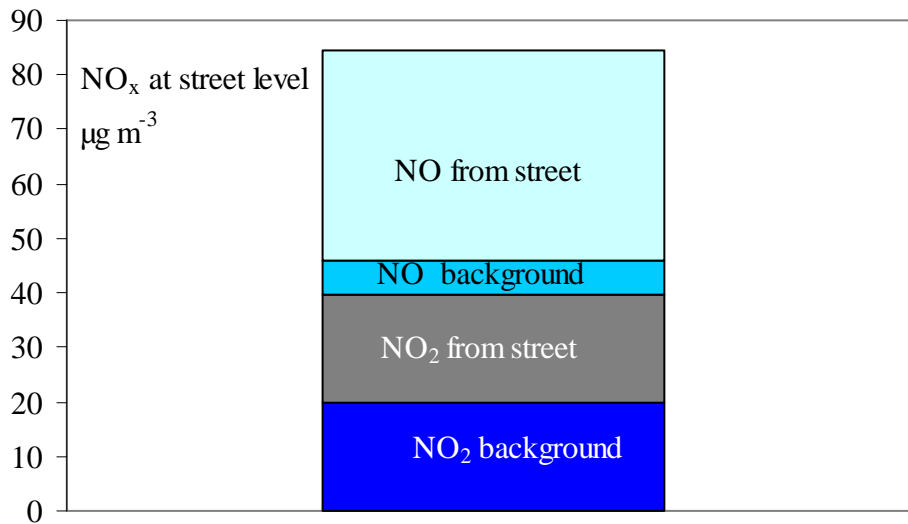 90
80
70
60
50
40
30
20
10
0
NOₓ at street level
µg m⁻³
NO from street
NO background
NO₂ from street
NO₂ background